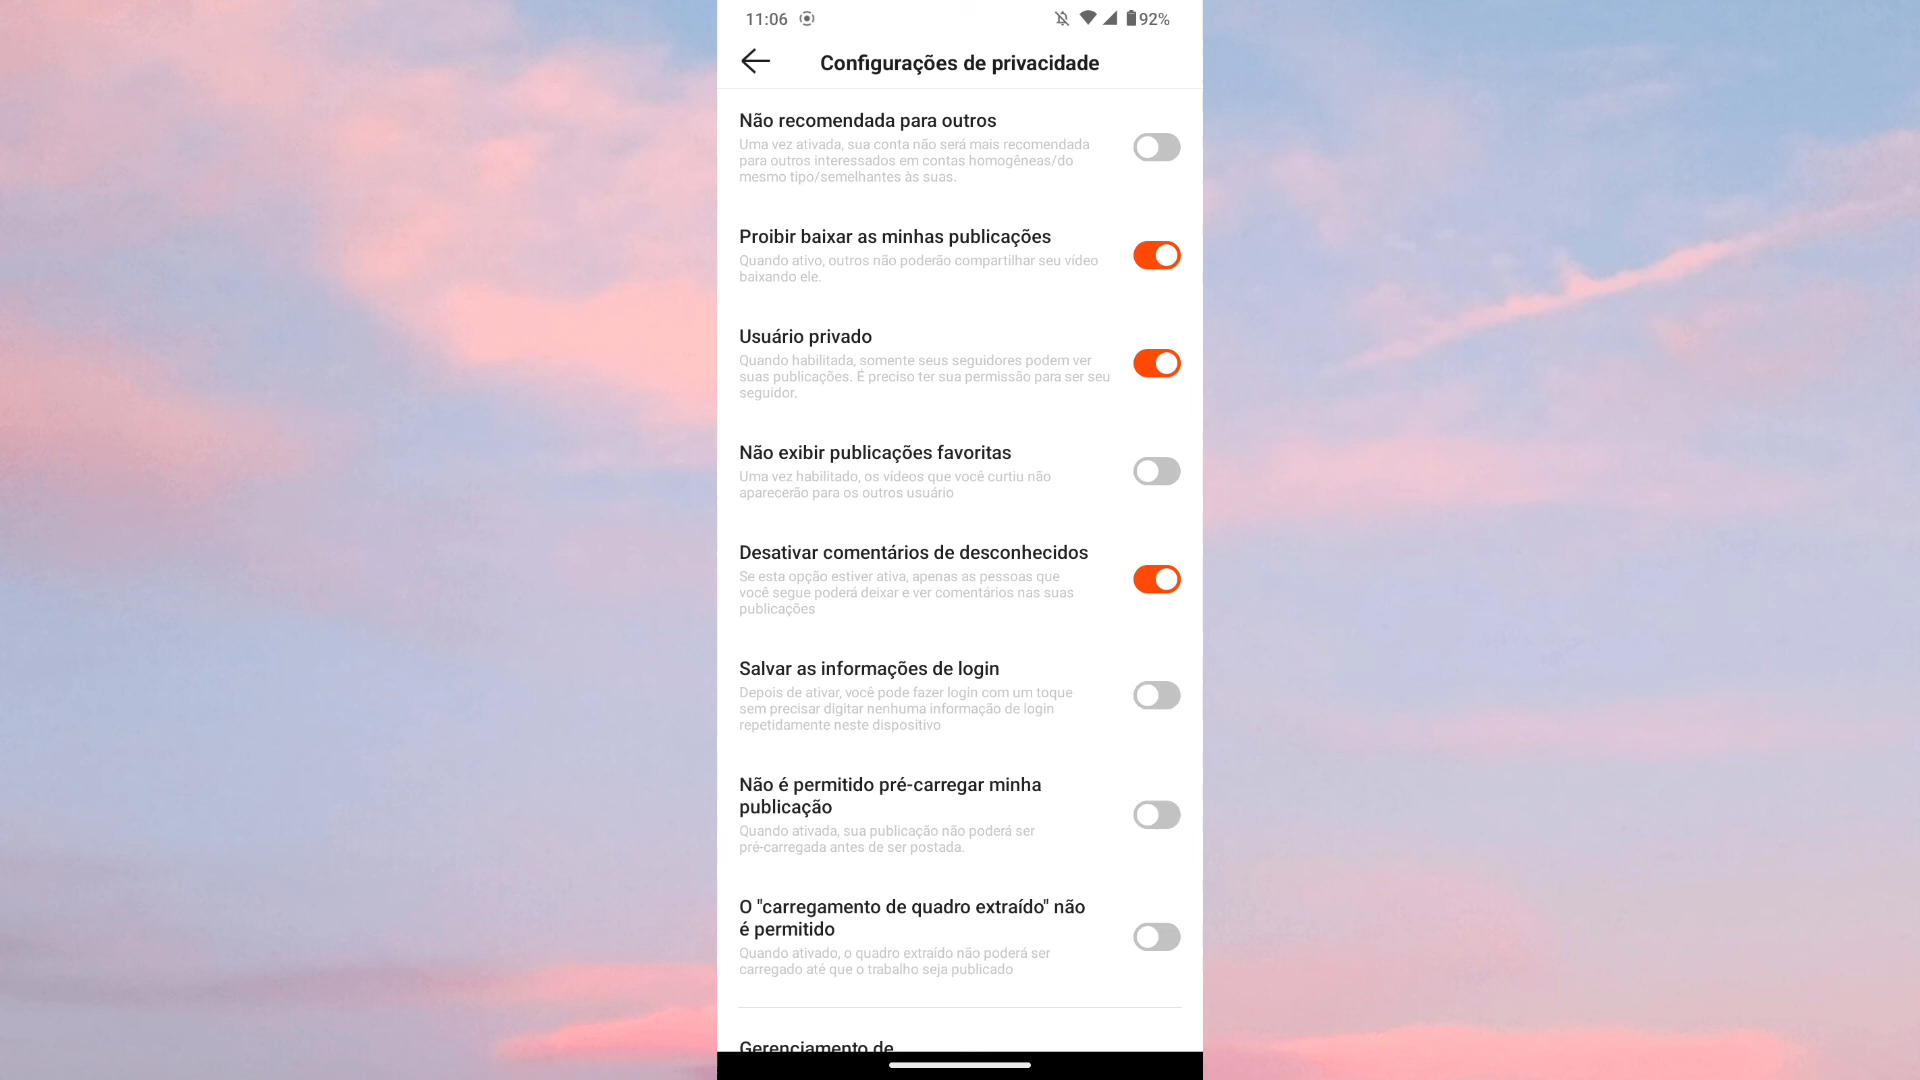 11:06
92%
Configurações de privacidade
Não recomendada para outros
Uma vez ativada, sua conta não será mais recomendada
para outros interessados em contas homogêneas/do
mesmo tipo/semelhantes às suas.
Proibir baixar as minhas publicações
Quando ativo, outros não poderão compartilhar seu vídeo
baixando ele.
Usuário privado
Quando habilitada, somente seus seguidores podem ver
suas publicações. É preciso ter sua permissão para ser seu
seguidor.
Não exibir publicações favoritas
Uma vez habilitado, os vídeos que você curtiu não
aparecerão para os outros usuário
Desativar comentários de desconhecidos
Se esta opção estiver ativa, apenas as pessoas que
você segue poderá deixar e ver comentários nas suas
publicações
Salvar as informações de login
Depois de ativar, você pode fazer login com um toque
sem precisar digitar nenhuma informação de login
repetidamente neste dispositivo
Não é permitido pré-carregar minha
publicação
Quando ativada, sua publicação não poderá ser
pré-carregada antes de ser postada.
O "carregamento de quadro extraído" não
é permitido
Quando ativado, o quadro extraído não poderá ser
carregado até que o trabalho seja publicado
Gerenciamento de